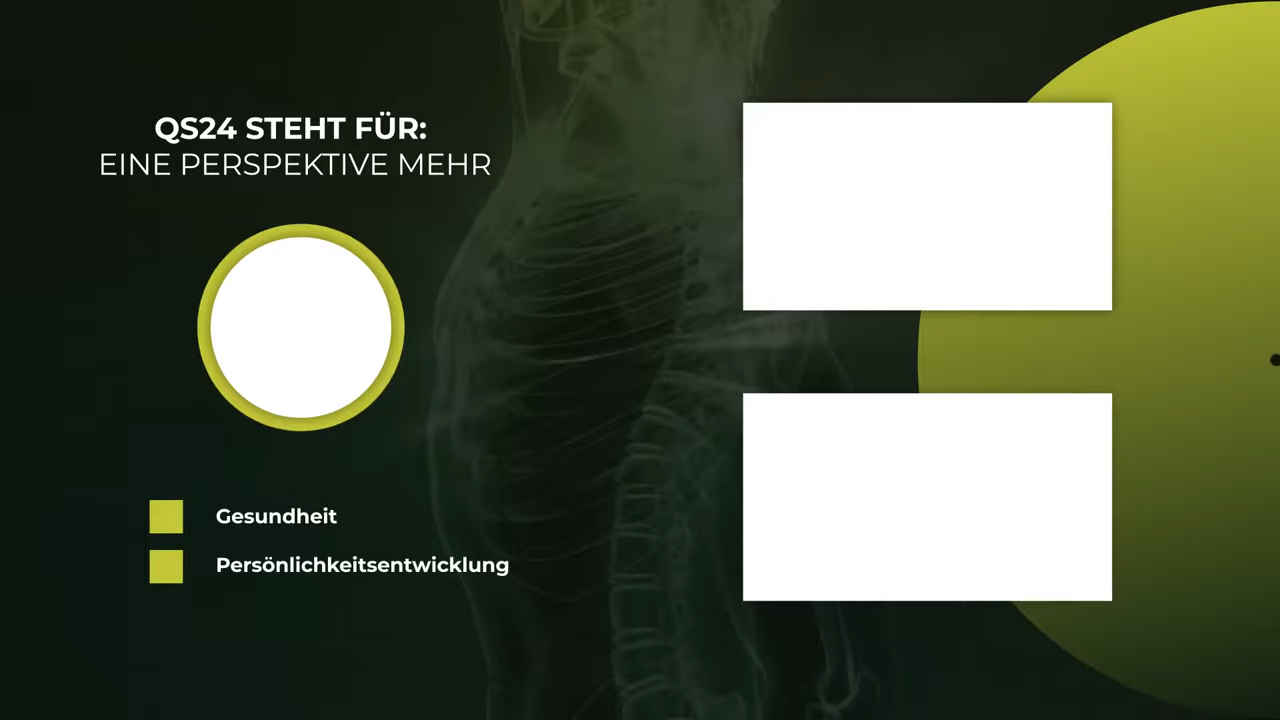 QS24 STEHT FÜR:
EINE PERSPEKTIVE MEHR
Gesundheit
Persönlichkeitsentwicklung